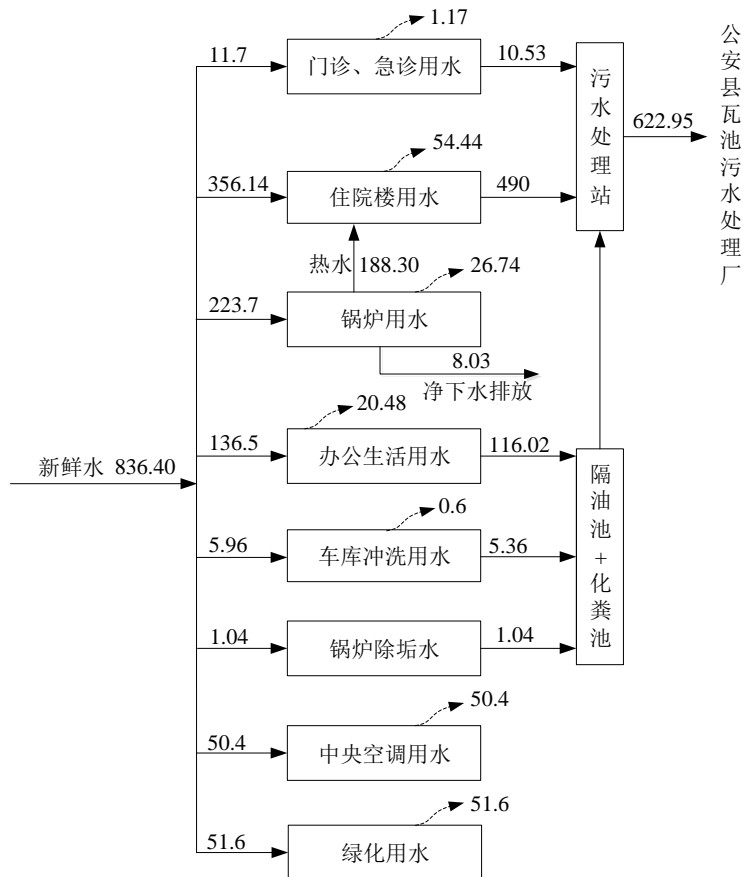 1.17
11.7
门诊、急诊用水
10.53
污水处理站
622.95
公安县瓦池污水处理厂
54.44
356.14
住院楼用水
490
热水 188.30
26.74
223.7
锅炉用水
8.03
净下水排放
20.48
136.5
办公生活用水
116.02
新鲜水 836.40
隔油池+化粪池
0.6
5.96
车库冲洗用水
5.36
1.04
锅炉除垢水
1.04
50.4
50.4
中央空调用水
51.6
51.6
绿化用水